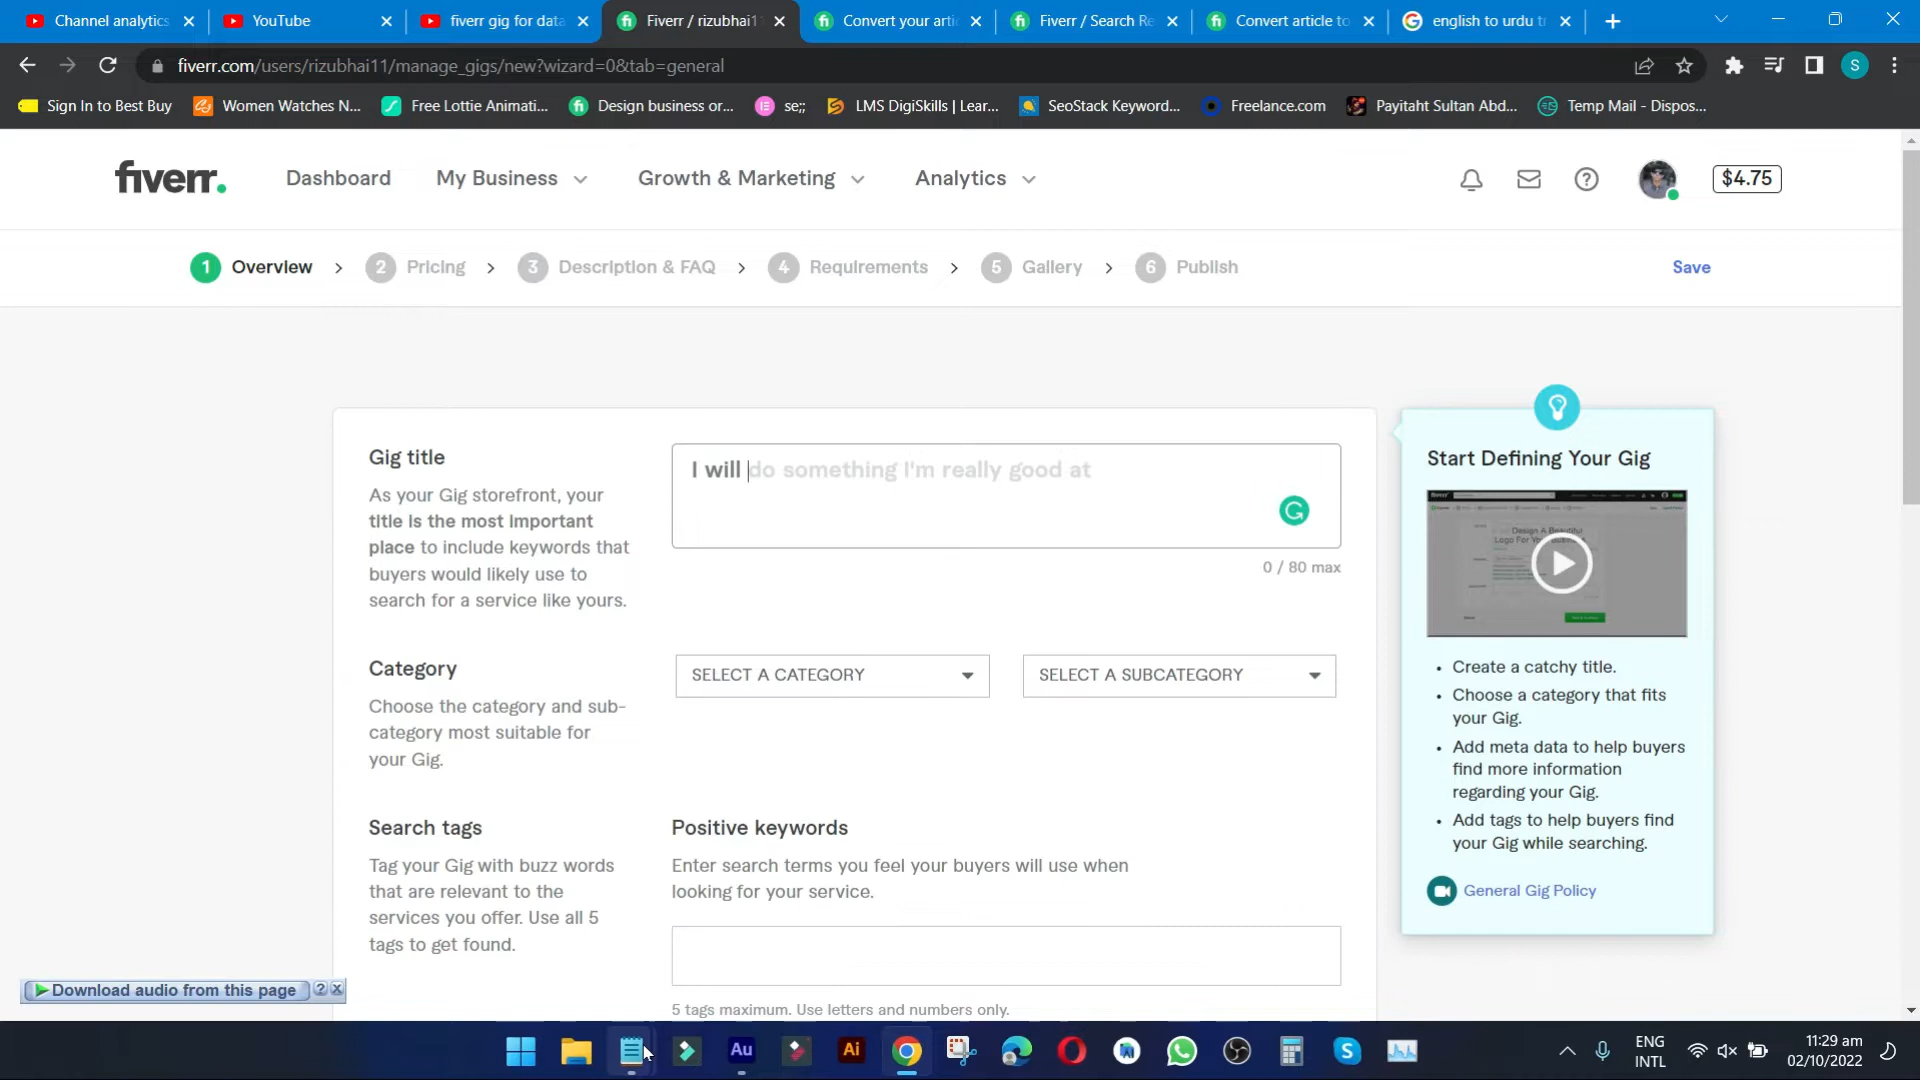 Channel analytics
YouTube
fiverr gig for data
Fiverr / rizubhai1
Convert your arti
Fiverr / Search Re
Convert article to
english to urdu tr
fiverr.com/users/rizubhai11/manage_gigs/new?wizard=0&tab=general
S
Sign In to Best Buy
Women Watches N...
Free Lottie Animati...
Design business or...
se;;
LMS DigiSkills | Lear...
SeoStack Keyword...
Freelance.com
Payitaht Sultan Abd...
Temp Mail - Dispos...
fiverr.
Dashboard
My Business
Growth & Marketing
Analytics
$4.75
1 Overview
2 Pricing
3 Description & FAQ
4 Requirements
5 Gallery
6 Publish
Save
Gig title
As your Gig storefront, your
title is the most important
place to include keywords that
buyers would likely use to
search for a service like yours.
I will do something I'm really good at
0 / 80 max
Category
Choose the category and sub-
category most suitable for
your Gig.
SELECT A CATEGORY
SELECT A SUBCATEGORY
Search tags
Tag your Gig with buzz words
that are relevant to the
services you offer. Use all 5
tags to get found.
Positive keywords
Enter search terms you feel your buyers will use when
looking for your service.
5 tags maximum. Use letters and numbers only.
Start Defining Your Gig
Design A Beautiful
Logo For Your Business
• Create a catchy title.
• Choose a category that fits
your Gig.
• Add meta data to help buyers
find more information
regarding your Gig.
• Add tags to help buyers find
your Gig while searching.
General Gig Policy
Download audio from this page
?
x
Au
Ai
ENG
INTL
11:29 am
02/10/2022